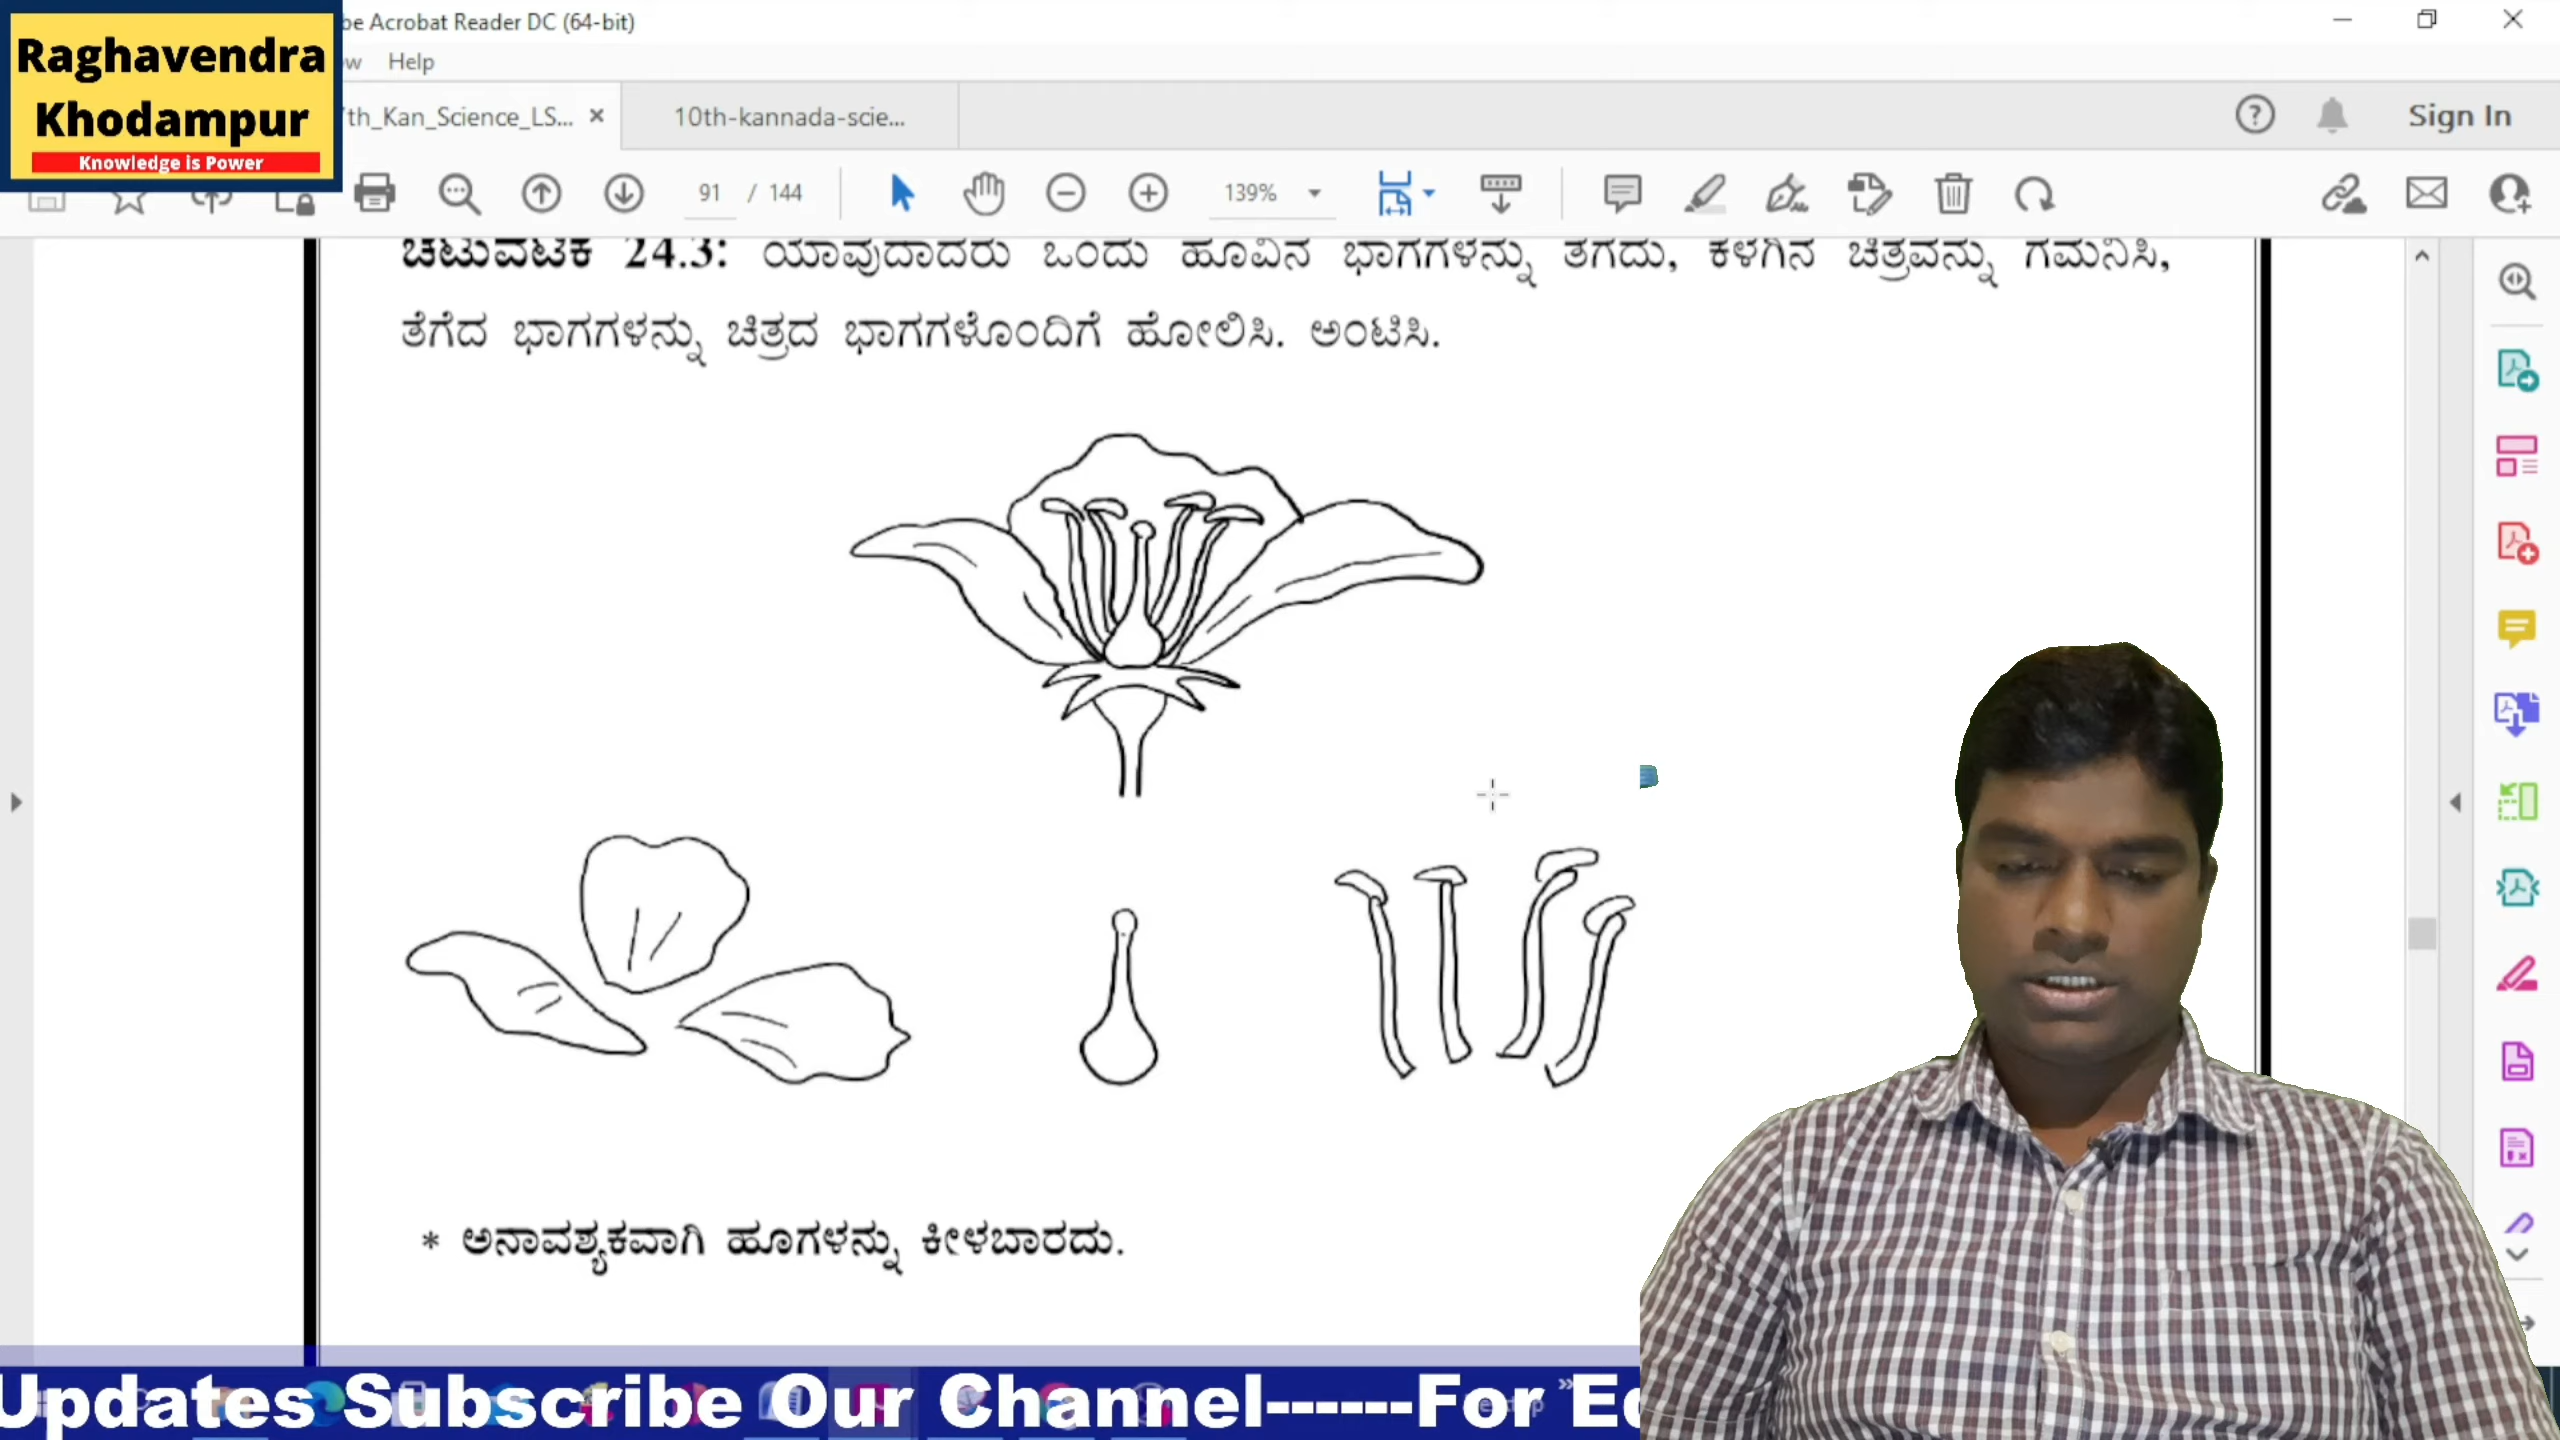 Raghavendra
Khodampur
Knowledge is Power
be Acrobat Reader DC (64-bit)
Help
7th_Kan_Science_LS...
10th-kannada-scie...
Sign In
91 / 144
139%
ಚಟುವಟಿಕೆ 24.3: ಯಾವುದಾದರು ಒಂದು ಹೂವಿನ ಭಾಗಗಳನ್ನು ತೆಗೆದು, ಕೆಳಗಿನ ಚಿತ್ರವನ್ನು ಗಮನಿಸಿ,
ತೆಗೆದ ಭಾಗಗಳನ್ನು ಚಿತ್ರದ ಭಾಗಗಳೊಂದಿಗೆ ಹೋಲಿಸಿ. ಅಂಟಿಸಿ.
* ಅನಾವಶ್ಯಕವಾಗಿ ಹೂಗಳನ್ನು ಕೀಳಬಾರದು.
Updates Subscribe Our Channel------For Ed